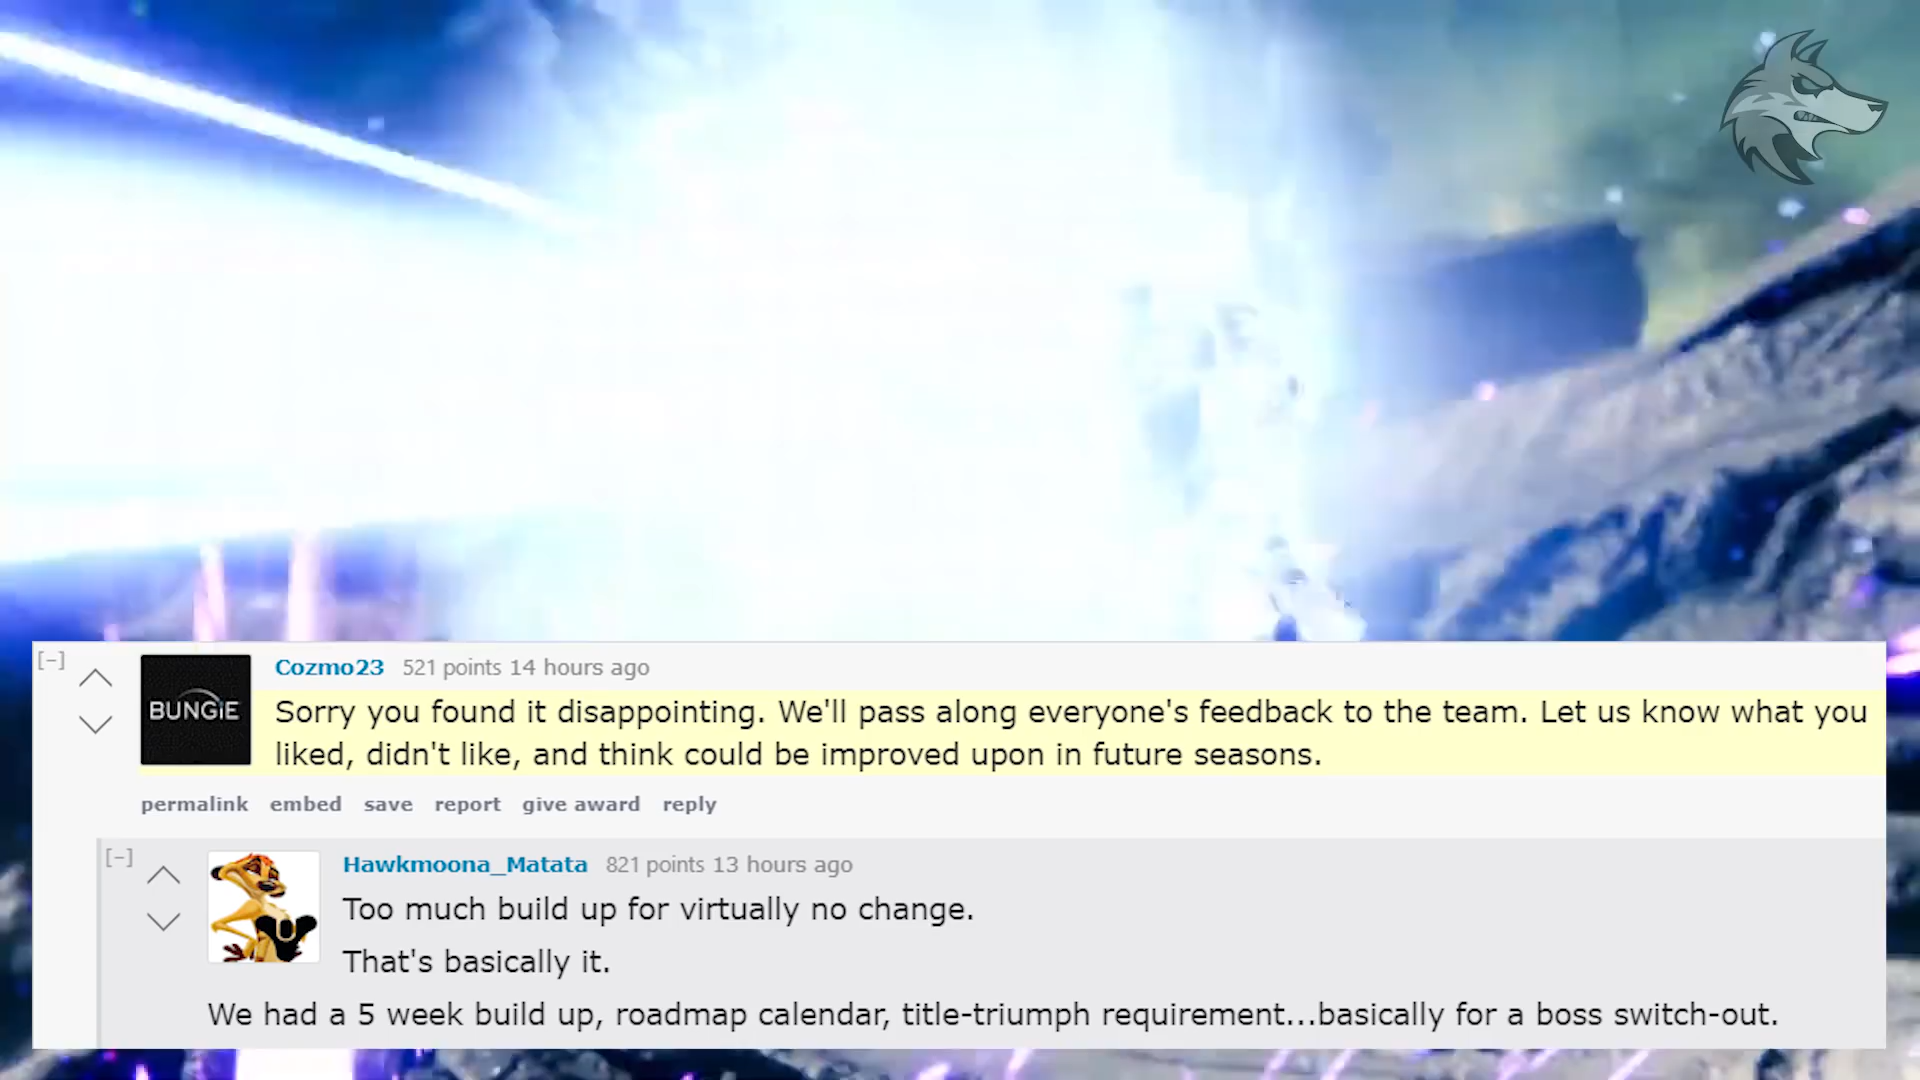 [−]
Cozmo23 521 points 14 hours ago
BUNGiE
Sorry you found it disappointing. We'll pass along everyone's feedback to the team. Let us know what you
liked, didn't like, and think could be improved upon in future seasons.
permalink embed save report give award reply
[−]
Hawkmoona_Matata 821 points 13 hours ago
Too much build up for virtually no change.
That's basically it.
We had a 5 week build up, roadmap calendar, title-triumph requirement...basically for a boss switch-out.